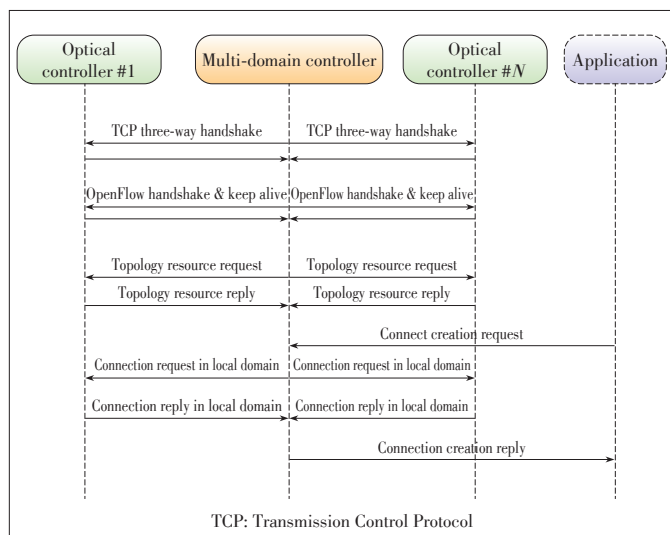 Optical
controller #1
Multi-domain controller
Optical
controller #N
Application
TCP three-way handshake
TCP three-way handshake
OpenFlow handshake & keep alive
OpenFlow handshake & keep alive
Topology resource request
Topology resource request
Topology resource reply
Topology resource reply
Connect creation request
Connection request in local domain
Connection request in local domain
Connection reply in local domain
Connection reply in local domain
Connection creation reply
TCP: Transmission Control Protocol